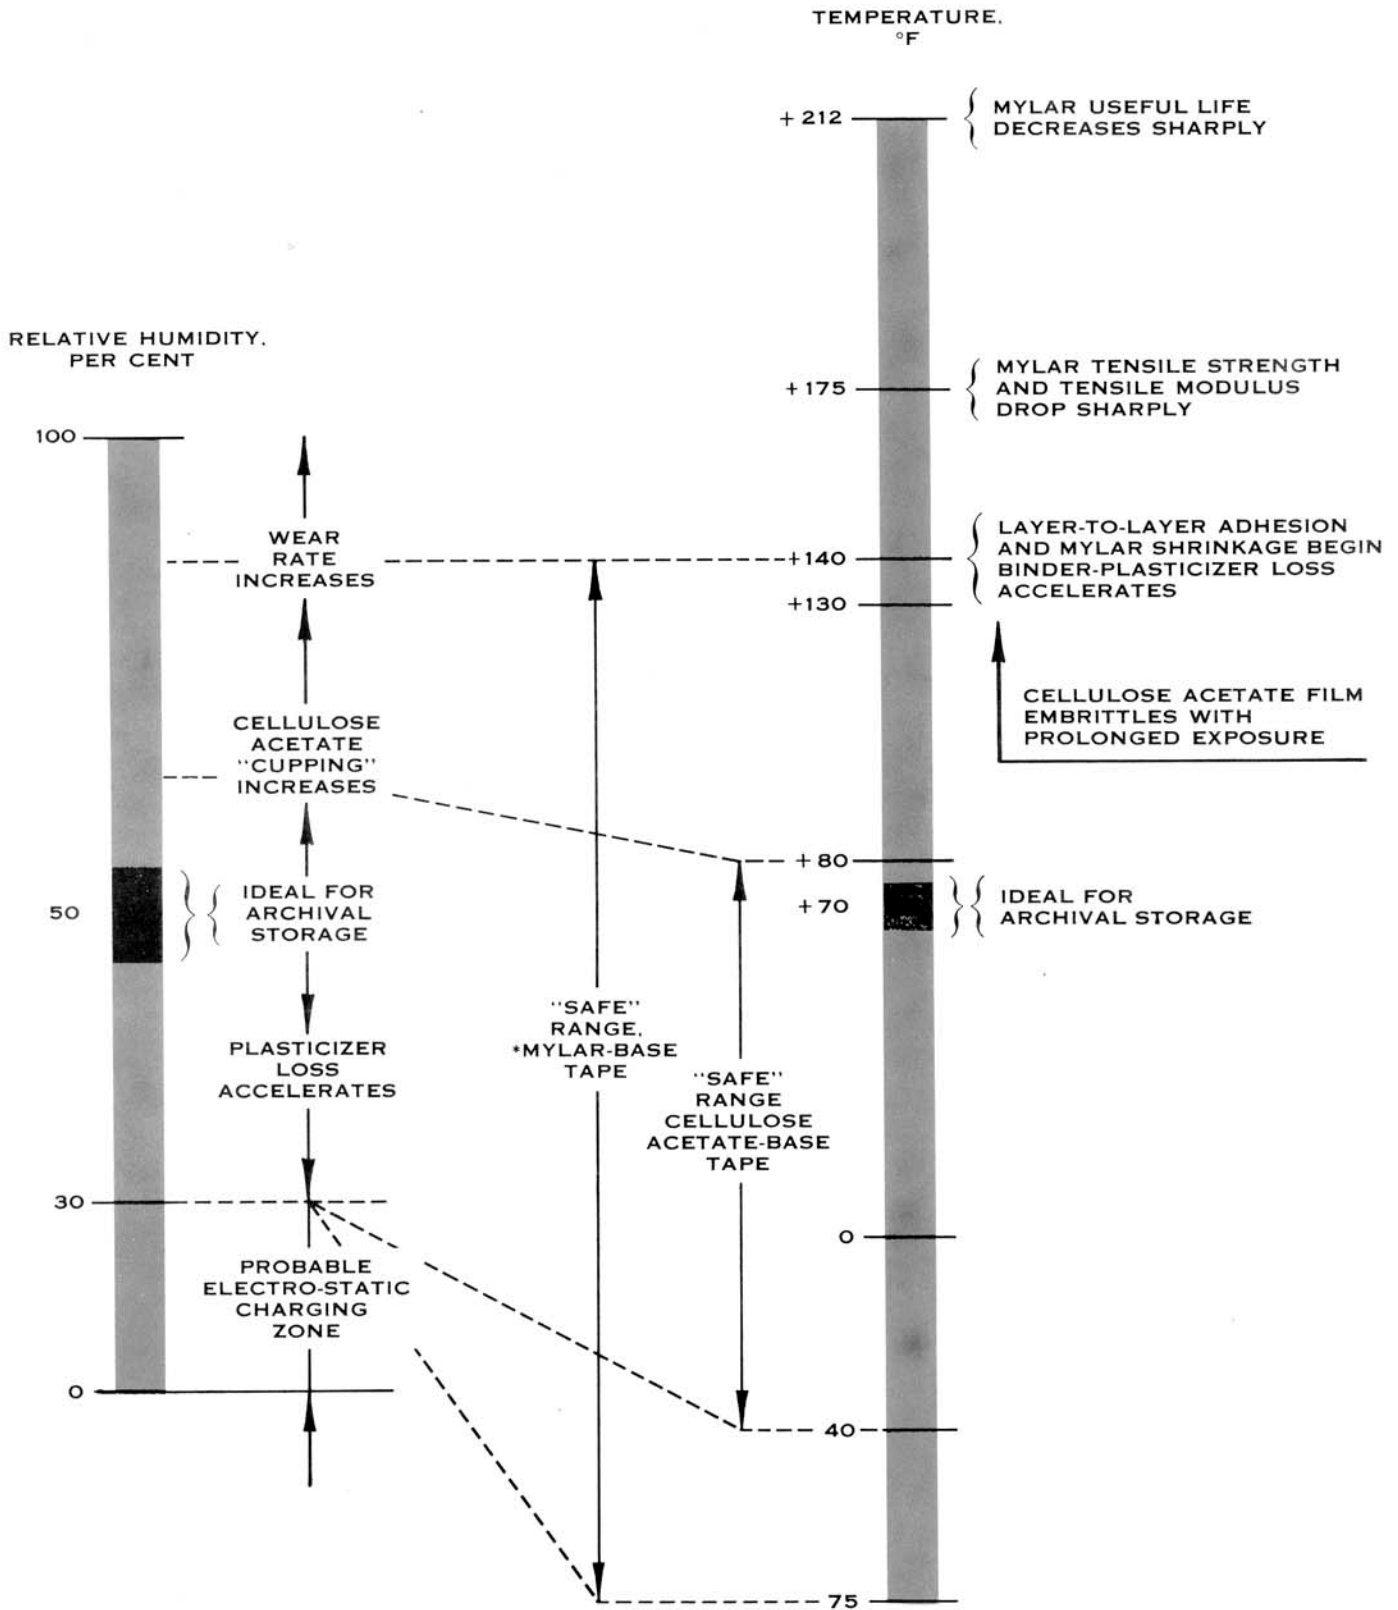 TEMPERATURE,
°F
+ 212
MYLAR USEFUL LIFE
DECREASES SHARPLY
RELATIVE HUMIDITY,
PER CENT
+ 175
MYLAR TENSILE STRENGTH
AND TENSILE MODULUS
DROP SHARPLY
100
WEAR
RATE
INCREASES
+140
+130
LAYER-TO-LAYER ADHESION
AND MYLAR SHRINKAGE BEGIN
BINDER-PLASTICIZER LOSS
ACCELERATES
CELLULOSE ACETATE FILM
EMBRITTLES WITH
PROLONGED EXPOSURE
CELLULOSE
ACETATE
"CUPPING"
INCREASES
+ 80
50
IDEAL FOR
ARCHIVAL
STORAGE
+ 70
IDEAL FOR
ARCHIVAL STORAGE
"SAFE"
RANGE,
*MYLAR-BASE
TAPE
PLASTICIZER
LOSS
ACCELERATES
"SAFE"
RANGE
CELLULOSE
ACETATE-BASE
TAPE
30
0
PROBABLE
ELECTRO-STATIC
CHARGING
ZONE
0
40
75